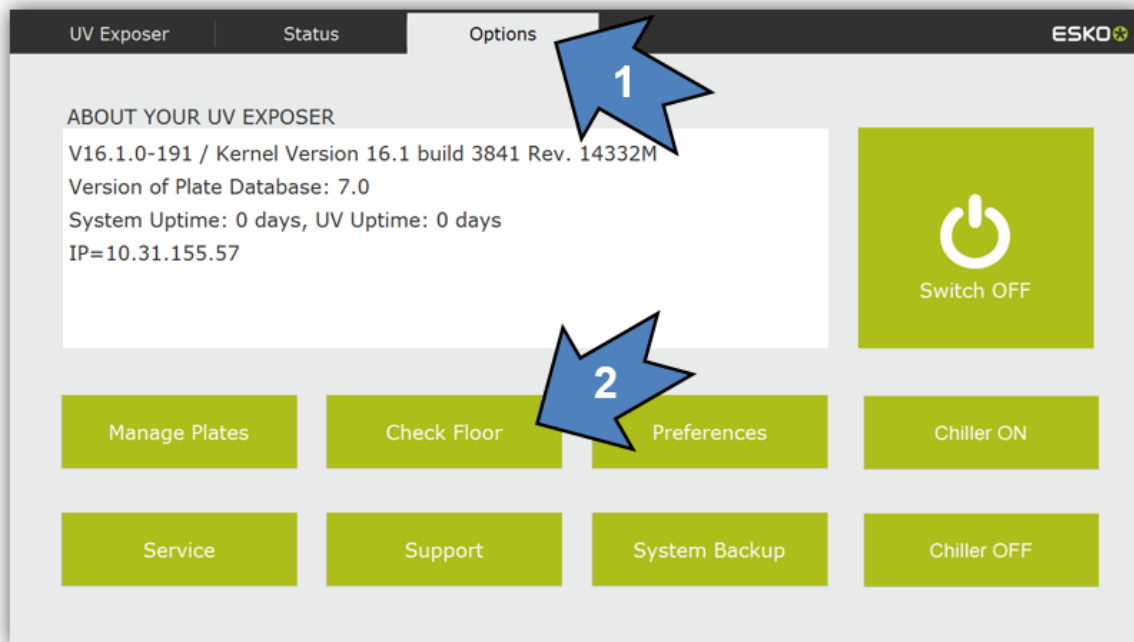 UV Exposer Status Options ESKO
1
ABOUT YOUR UV EXPOSER
V16.1.0-191 / Kernel Version 16.1 build 3841 Rev. 14332M
Version of Plate Database: 7.0
System Uptime: 0 days, UV Uptime: 0 days
IP=10.31.155.57
Switch OFF
2
Manage Plates Check Floor Preferences Chiller ON
Service Support System Backup Chiller OFF